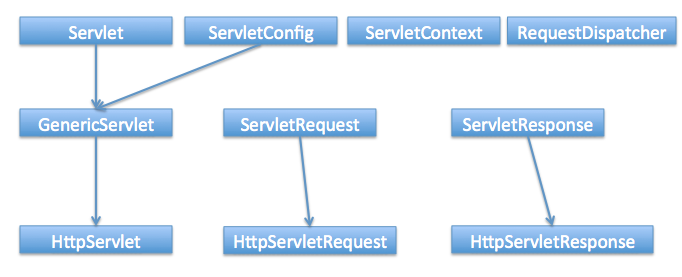 Servlet
ServletConfig
ServletContext
RequestDispatcher
GenericServlet
ServletRequest
ServletResponse
HttpServlet
HttpServletRequest
HttpServletResponse